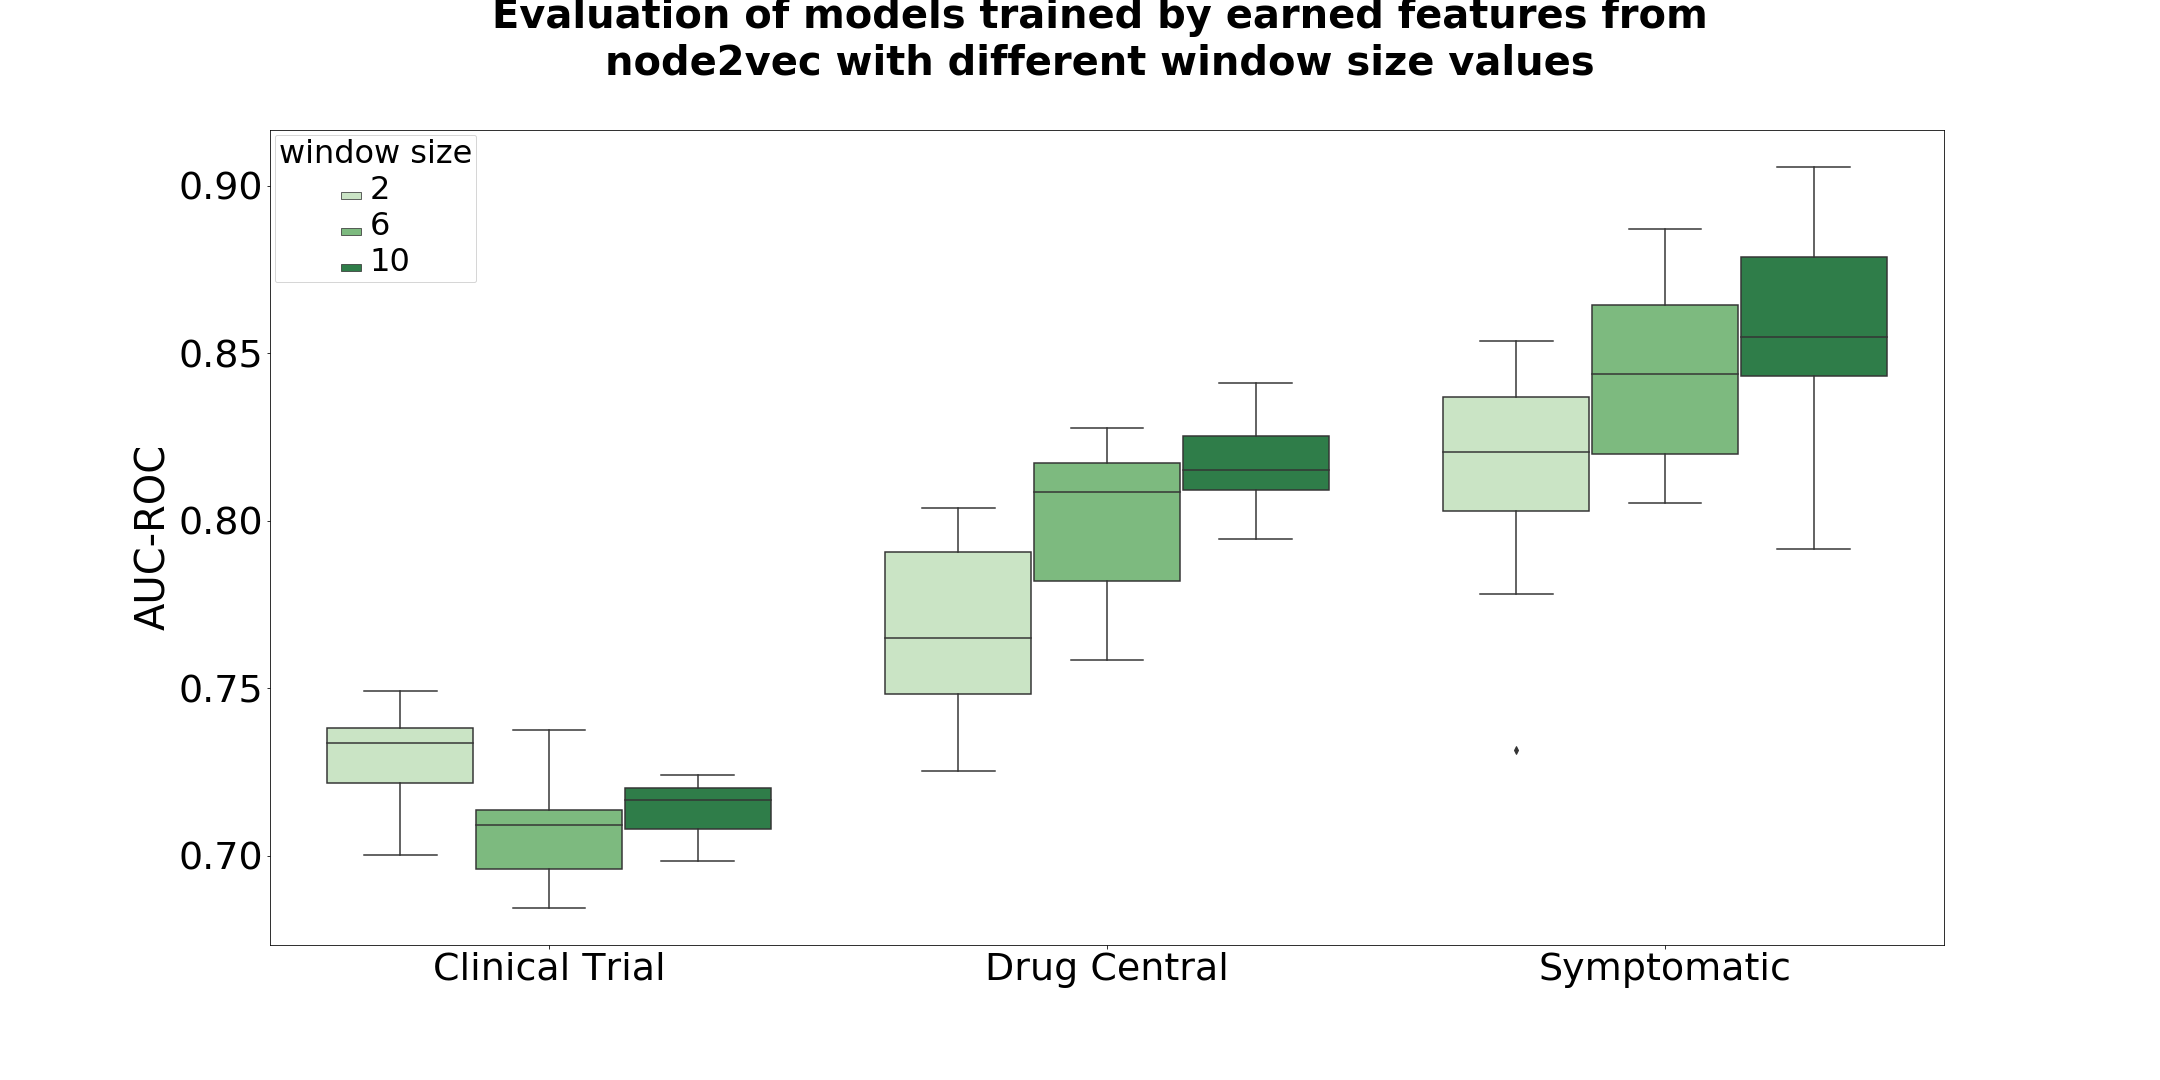 Evaluation of models trained by earned features from
node2vec with different window size values
window size
2
6
10
0.90
0.85
0.80
0.75
0.70
AUC-ROC
Clinical Trial
Drug Central
Symptomatic